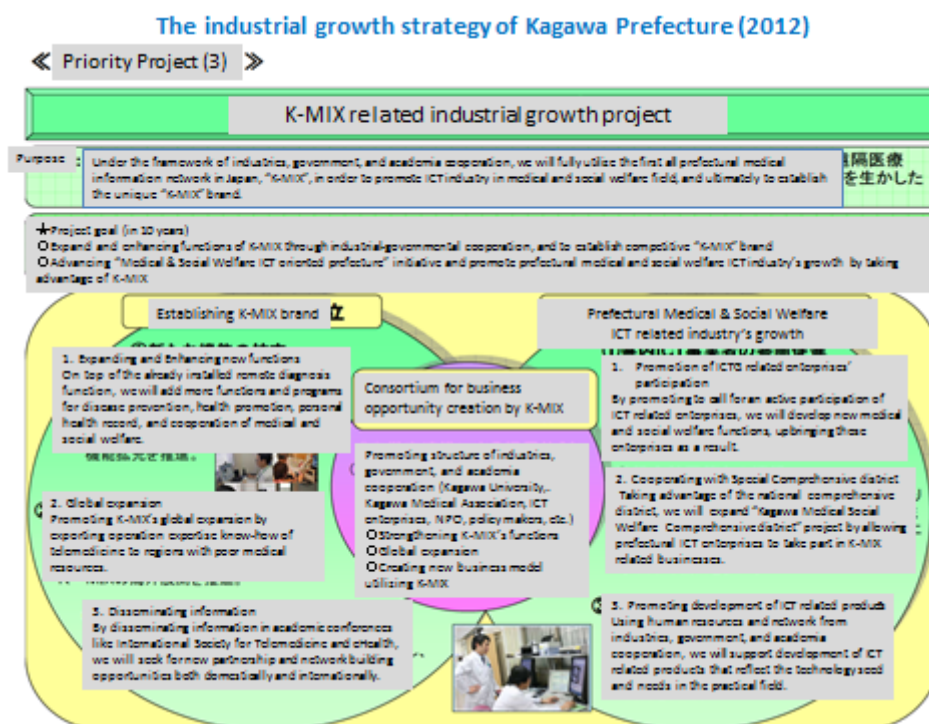 The industrial growth strategy of Kagawa Prefecture (2012)
≪ Priority Project (3) ≫
K-MIX related industrial growth project
Purpose
Under the framework of industries, government, and academia cooperation, we will fully utilize the first all prefectural medical
information network in Japan, "K-MIX", in order to promote ICT industry in medical and social welfare field, and ultimately to establish
the unique "K-MIX" brand.
隔医療
を生かした
Project goal (in 10 years)
O Expand and enhancing functions of K-MIX through industrial-governmental cooperation, and to establish competitive "K-MIX" brand
O Advancing "Medical & Social Welfare ICT oriented prefecture" initiative and promote prefectural medical and social welfare ICT industry's growth by taking
advantage of K-MIX
Establishing K-MIX brand 立
1. Expanding and Enhancing new functions
On top of the already installed remote diagnosis
function, we will add more functions and programs
for disease prevention, health promotion, personal
health record, and cooperation of medical and
social welfare.
機能拡充を推進。
2. Global expansion
Promoting K-MIX's global expansion by
exporting operation expertise know-how of
telemedicine to regions with poor medical
resources.
3. Disseminating information
By disseminating information in academic conferences
like International Society for Telemedicine and eHealth,
we will seek for new partnership and network building
opportunities both domestically and internationally.
Consortium for business
opportunity creation by K-MIX
Promoting structure of industries,
government, and academia
cooperation (Kagawa University,.
Kagawa Medical Association, ICT
enterprises, NPO, policy makers, etc.)
O Strengthening K-MIX's functions
O Global expansion
O Creating new business model
utilizing K-MIX
Prefectural Medical & Social Welfare
ICT related industry's growth
1. Promotion of ICTG related enterprises'
participation
By promoting to call for an active participation of
ICT related enterprises, we will develop new medical
and social welfare functions, upbringing these
enterprises as a result.
2. Cooperating with Special Comprehensive district
Taking advantage of the national comprehensive
district, we will expand "Kagawa Medical Social
Welfare Comprehensive district" project by allowing
prefectural ICT enterprises to take part in K-MIX
related businesses.
3. Promoting development of ICT related products
Using human resources and network from
industries, government, and academia
cooperation, we will support development of ICT
related products that reflect the technology seed
and needs in the practical field.